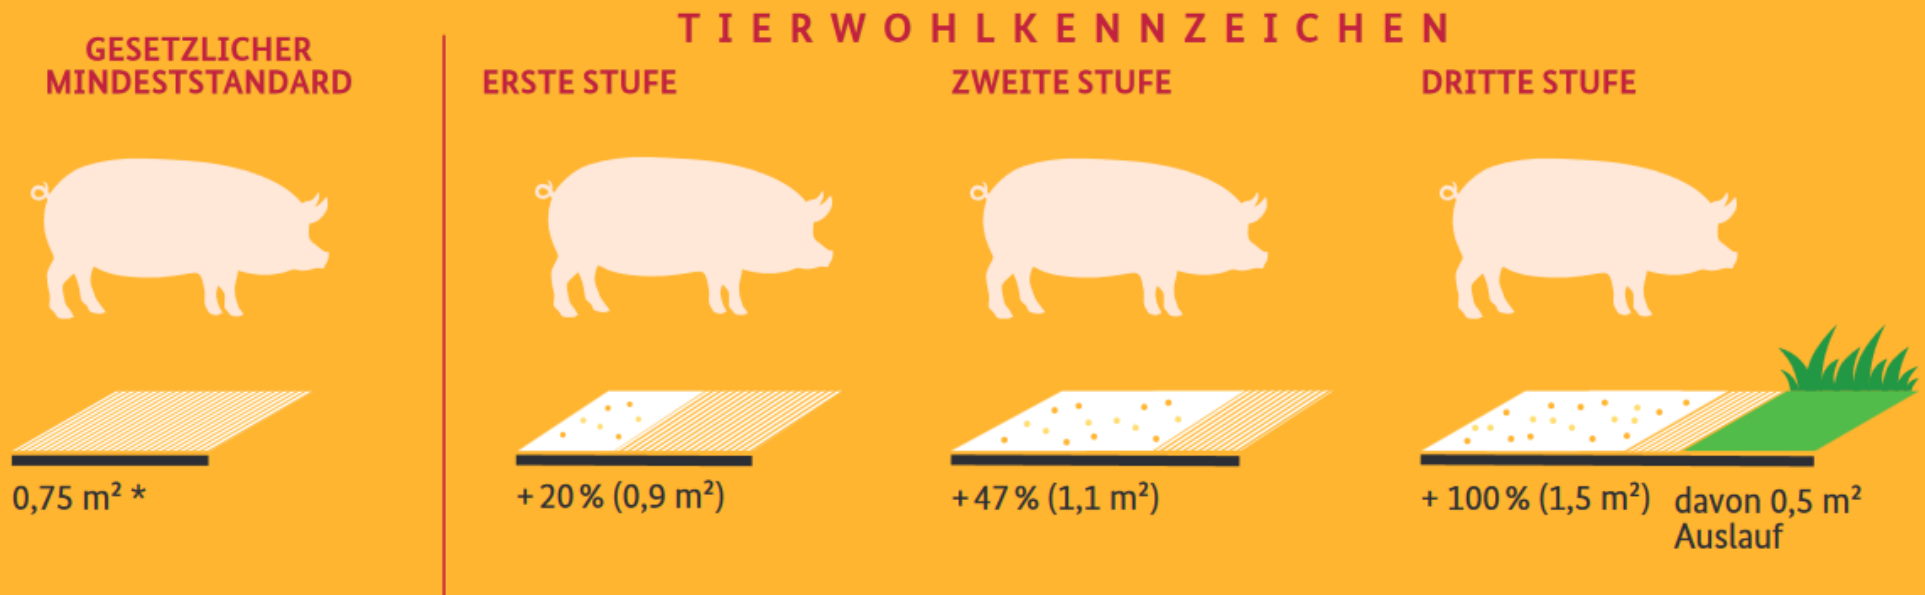 TIERWOHLKENNZEICHEN
GESETZLICHER
MINDESTSTANDARD
ERSTE STUFE
ZWEITE STUFE
DRITTE STUFE
0,75 m² *
+ 20 % (0,9 m²)
+ 47 % (1,1 m²)
+ 100 % (1,5 m²)
davon 0,5 m²
Auslauf